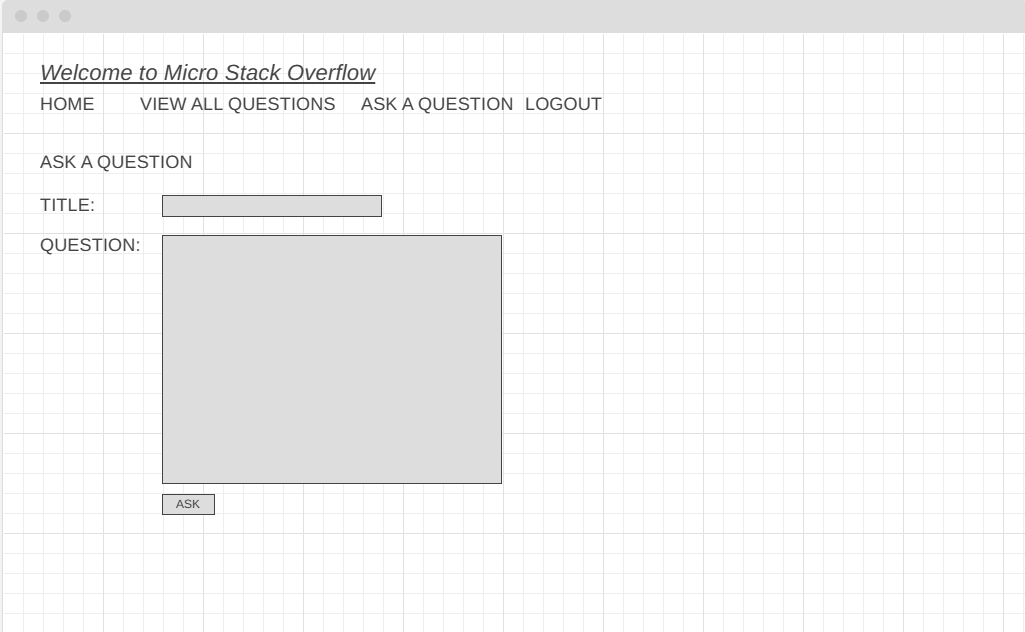 Welcome to Micro Stack Overflow
HOME VIEW ALL QUESTIONS ASK A QUESTION LOGOUT
ASK A QUESTION
TITLE:
QUESTION:
ASK